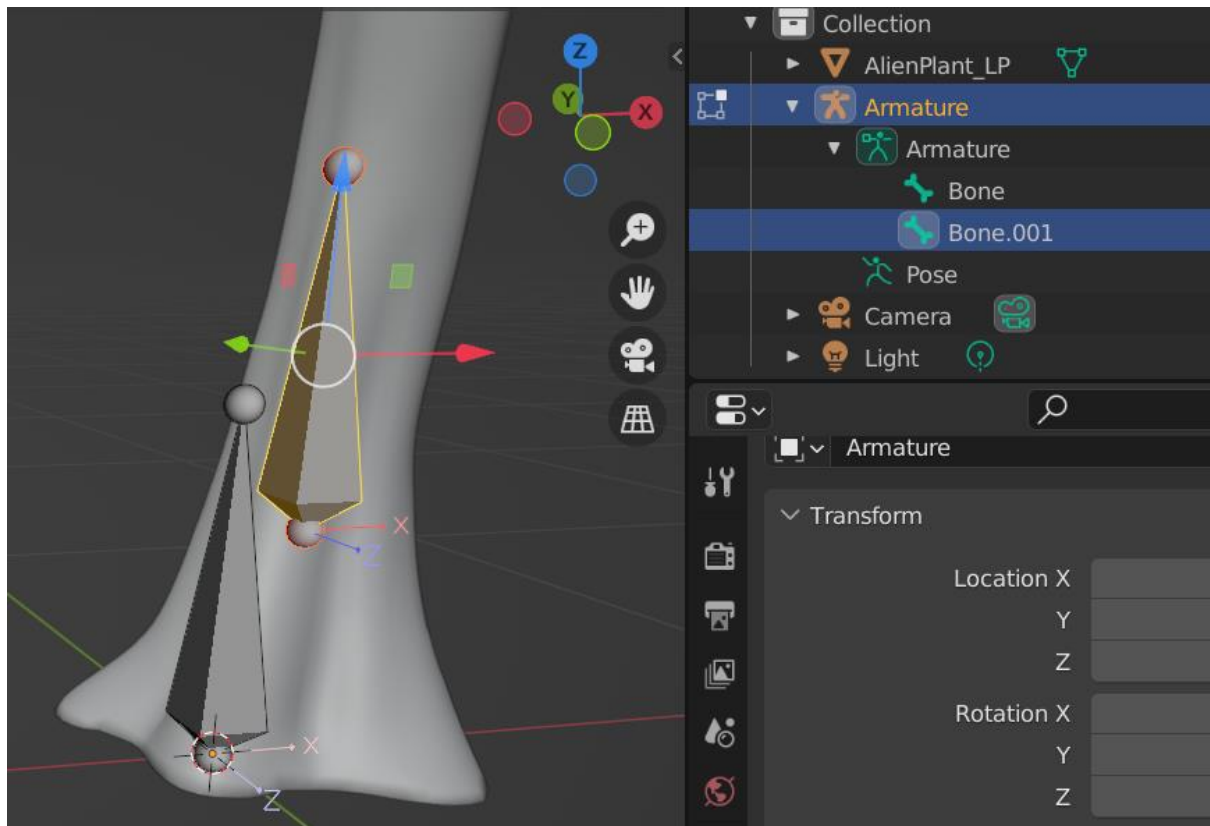 Collection
AlienPlant_LP
Armature
Armature
Bone
Bone.001
Pose
Camera
Light
Armature
Transform
Location X
Y
Z
Rotation X
Y
Z
Z
Y
X
X
Z
X
Z